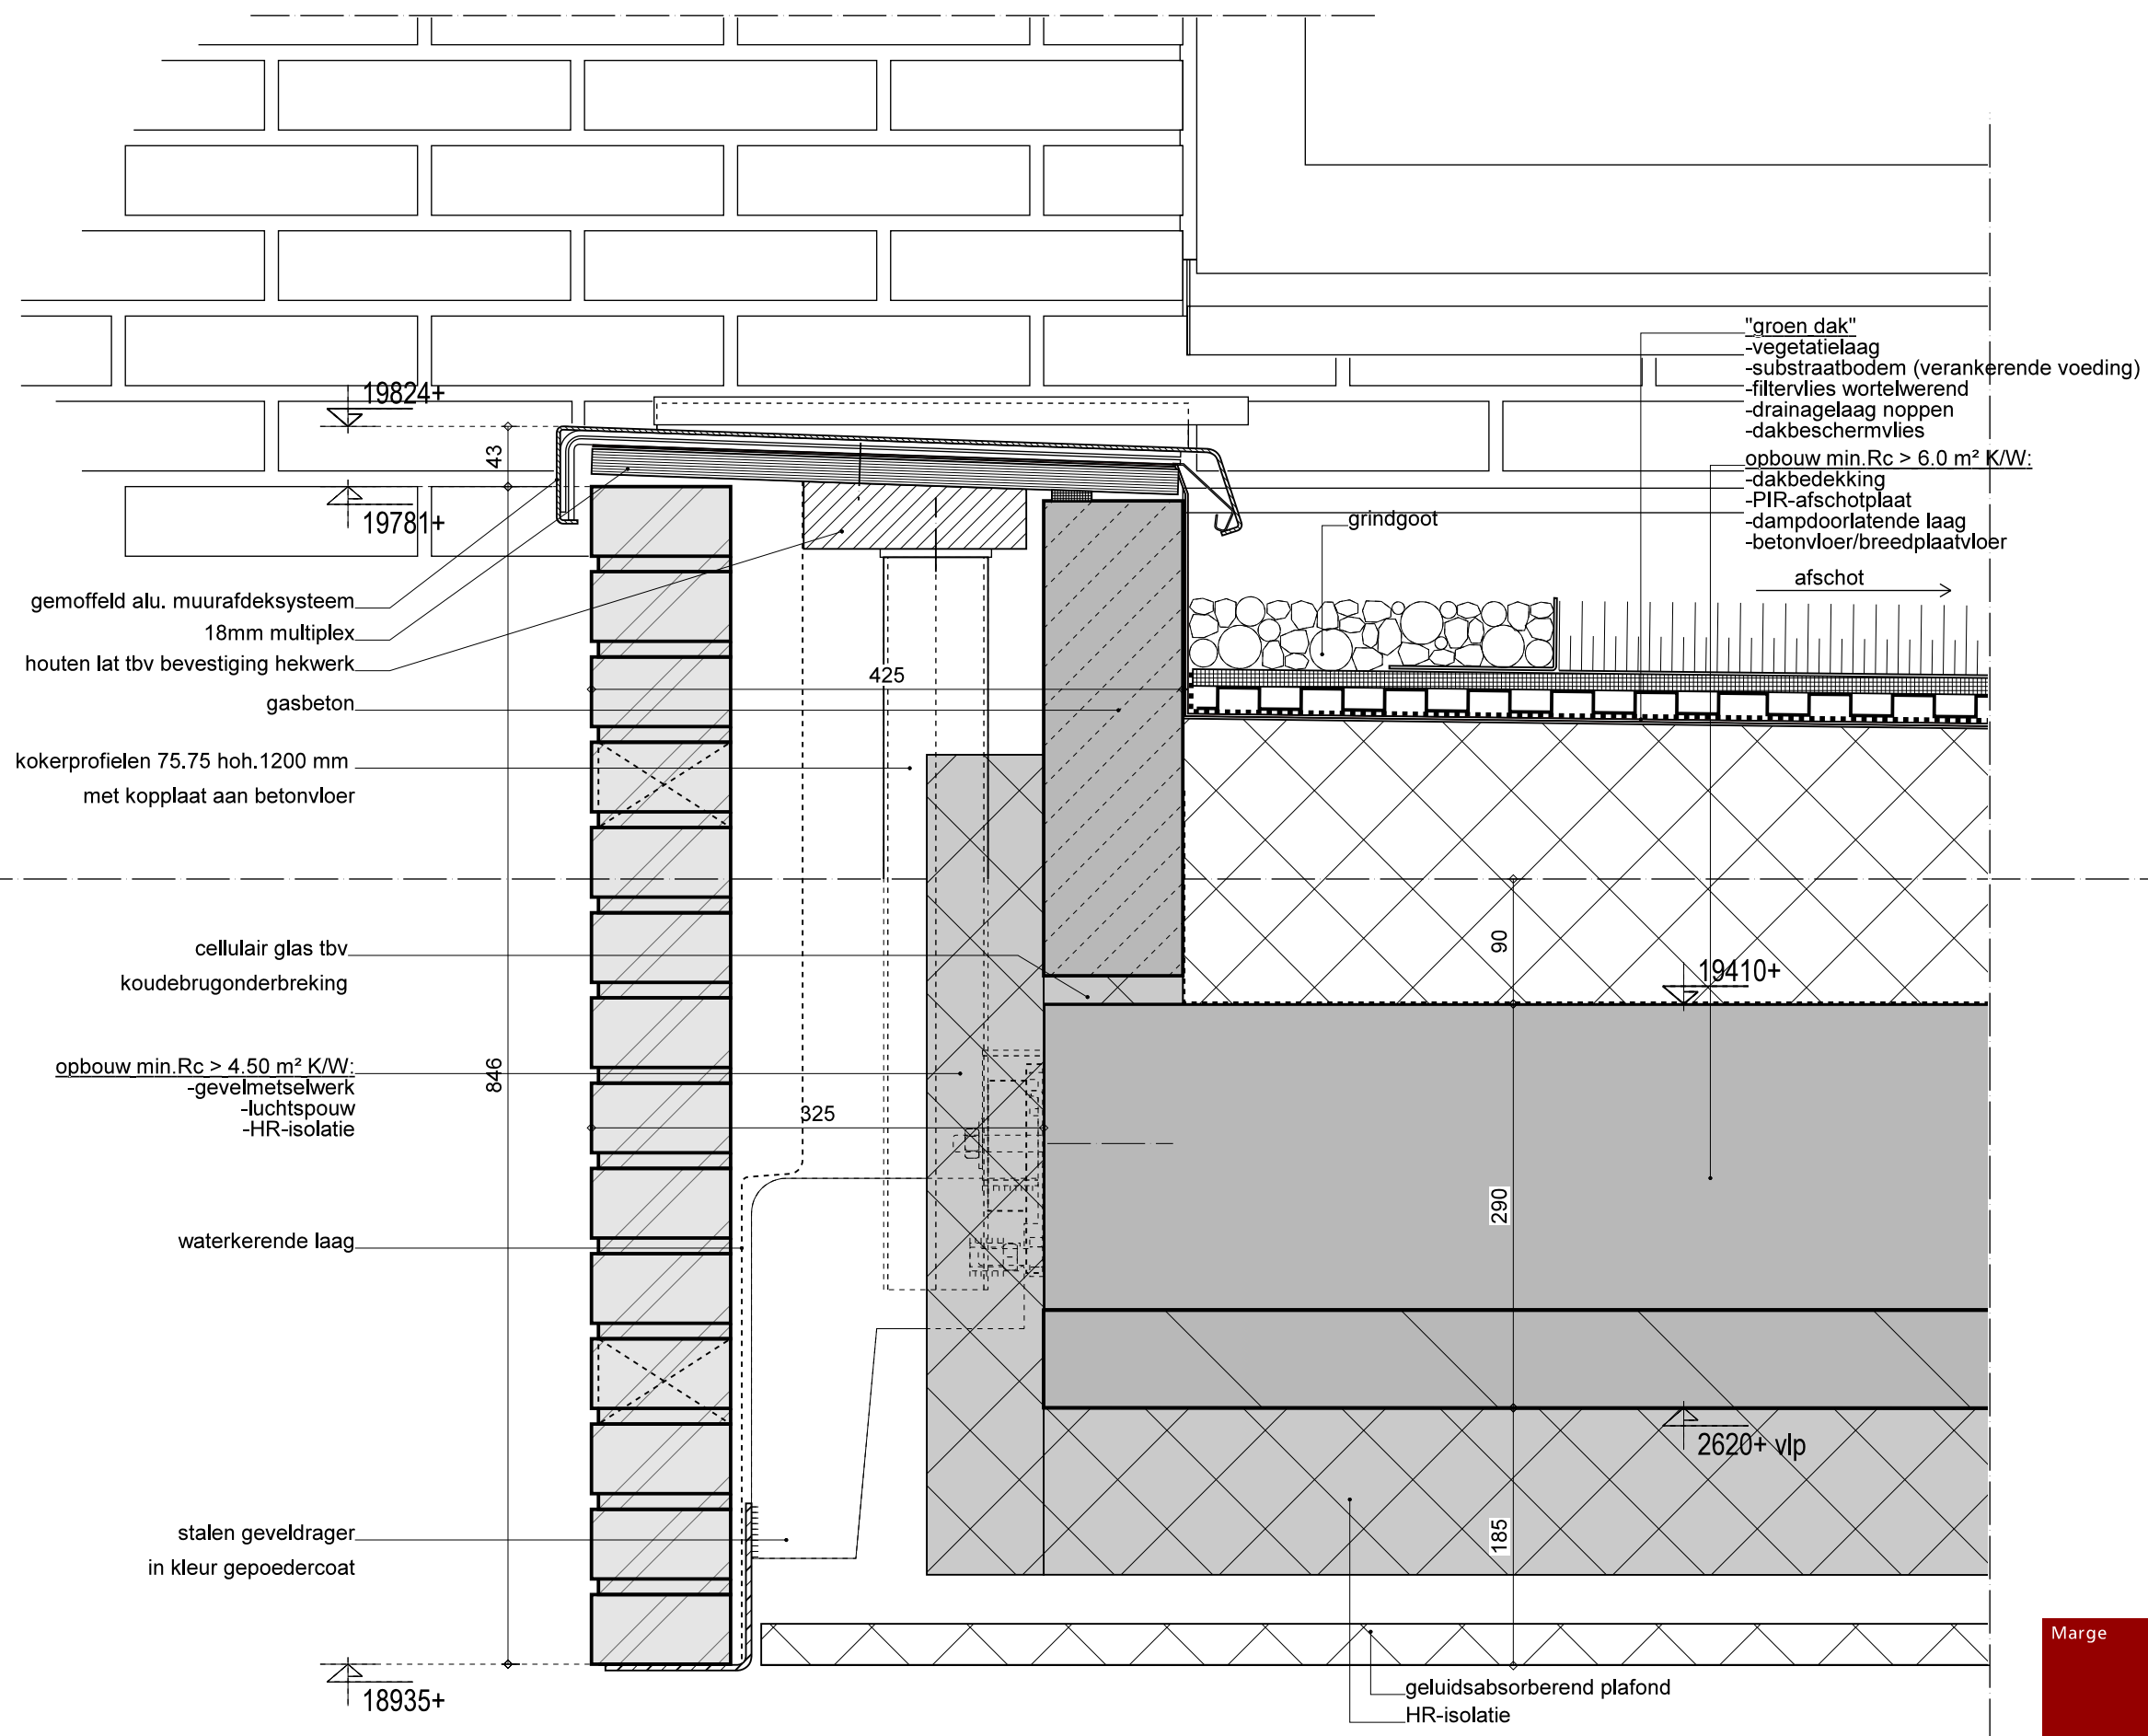 "groen dak"
-vegetatielaag
-substraatbodem (verankerende voeding)
-filtervlies wortelwerend
-drainagelaag noppen
-dakbeschermvlies
opbouw min.Rc > 6.0 m² K/W:
-dakbedekking
-PIR-afschotplaat
-dampdoorlatende laag
-betonvloer/breedplaatvloer
afschot
grindgoot
19824+
43
19781+
gemoffeld alu. muurafdeksysteem
18mm multiplex
houten lat tbv bevestiging hekwerk
gasbeton
425
kokerprofielen 75.75 hoh.1200 mm
met kopplaat aan betonvloer
cellulair glas tbv
koudebrugonderbreking
90
19410+
opbouw min.Rc > 4.50 m² K/W:
-gevelmetselwerk
-luchtspouw
-HR-isolatie
846
325
290
waterkerende laag
2620+ vlp
stalen geveldrager
in kleur gepoedercoat
185
18935+
geluidsabsorberend plafond
HR-isolatie
Marge